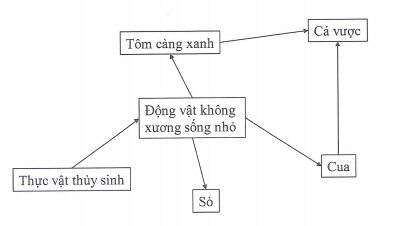 Tôm càng xanh
Cá vược
Động vật không
xương sống nhỏ
Thực vật thủy sinh
Sò
Cua